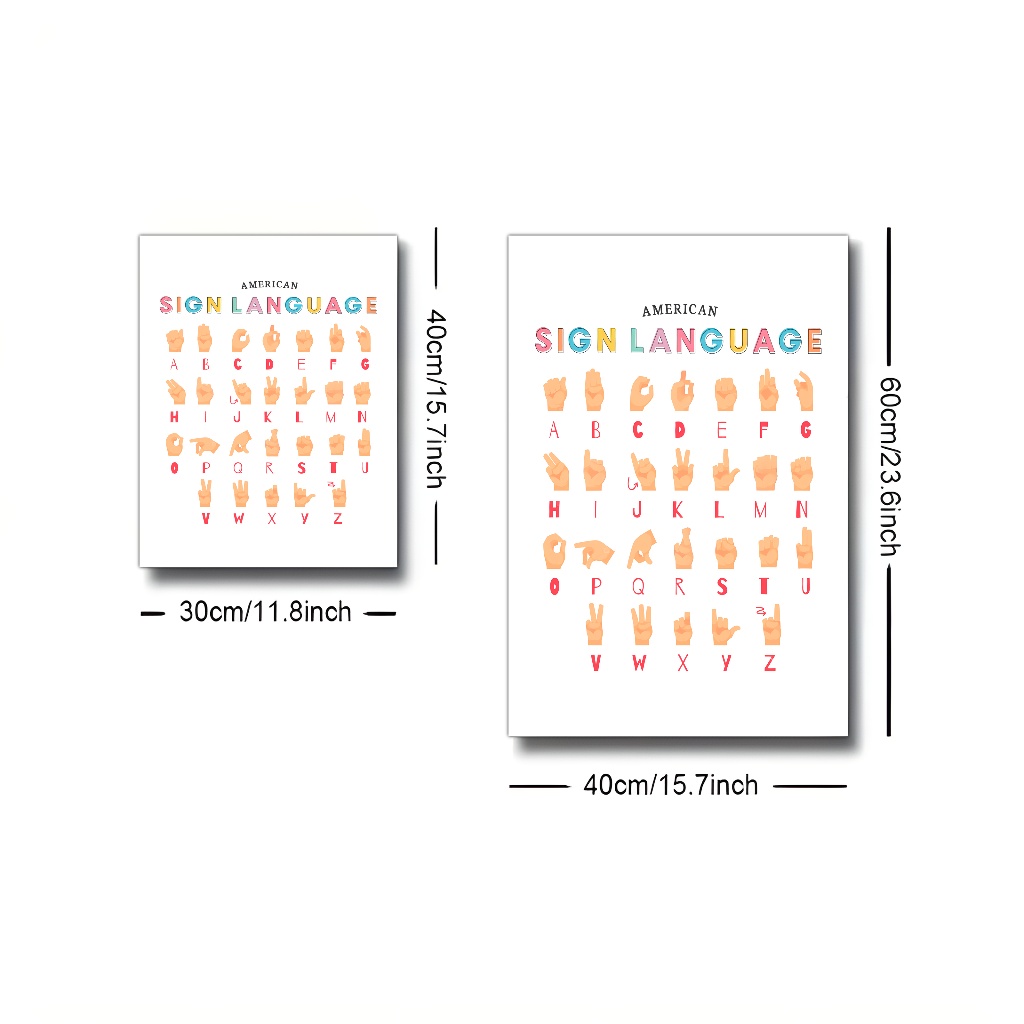 AMERICAN
SIGN LANGUAGE
A B C D E F G
H I J K L M N
O P Q R S T U
V W X Y Z
40cm/15.7inch
30cm/11.8inch
AMERICAN
SIGN LANGUAGE
A B C D E F G
H I J K L M N
O P Q R S T U
V W X Y Z
60cm/23.6inch
40cm/15.7inch